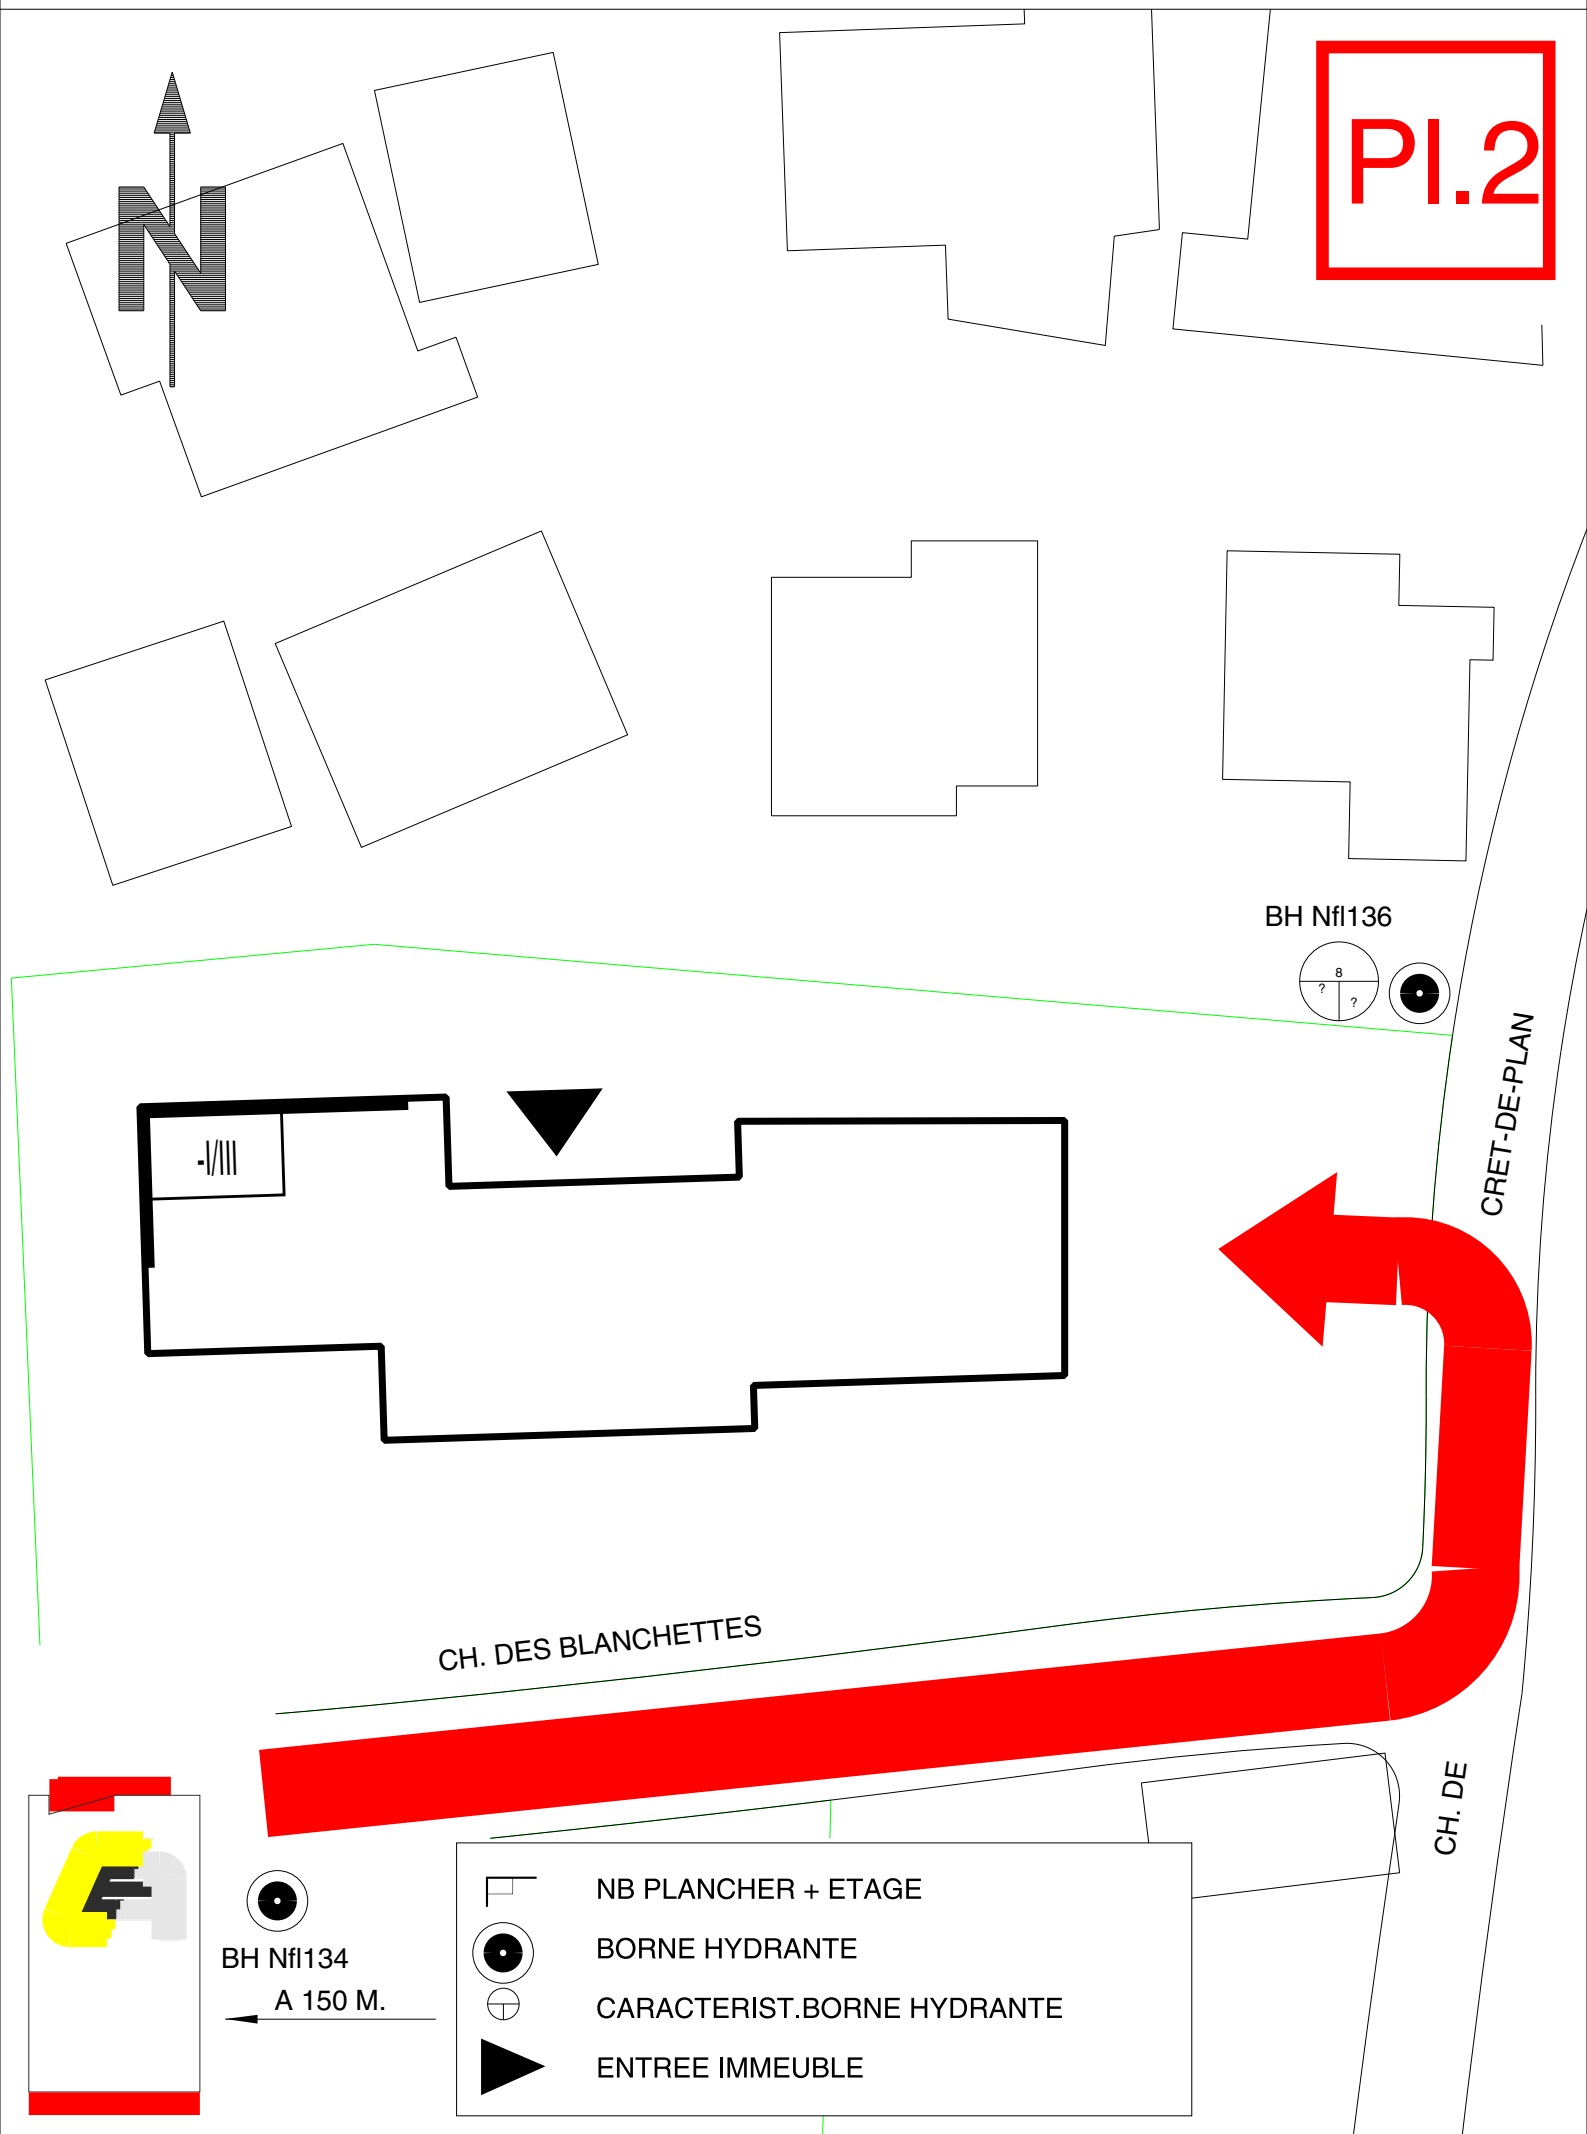 Pl.2
N
BH Nfl136
8
? ?
CRET-DE-PLAN
-I/III
CH. DES BLANCHETTES
CH. DE
BH Nfl134
A 150 M.
NB PLANCHER + ETAGE
BORNE HYDRANTE
CARACTERIST.BORNE HYDRANTE
ENTREE IMMEUBLE